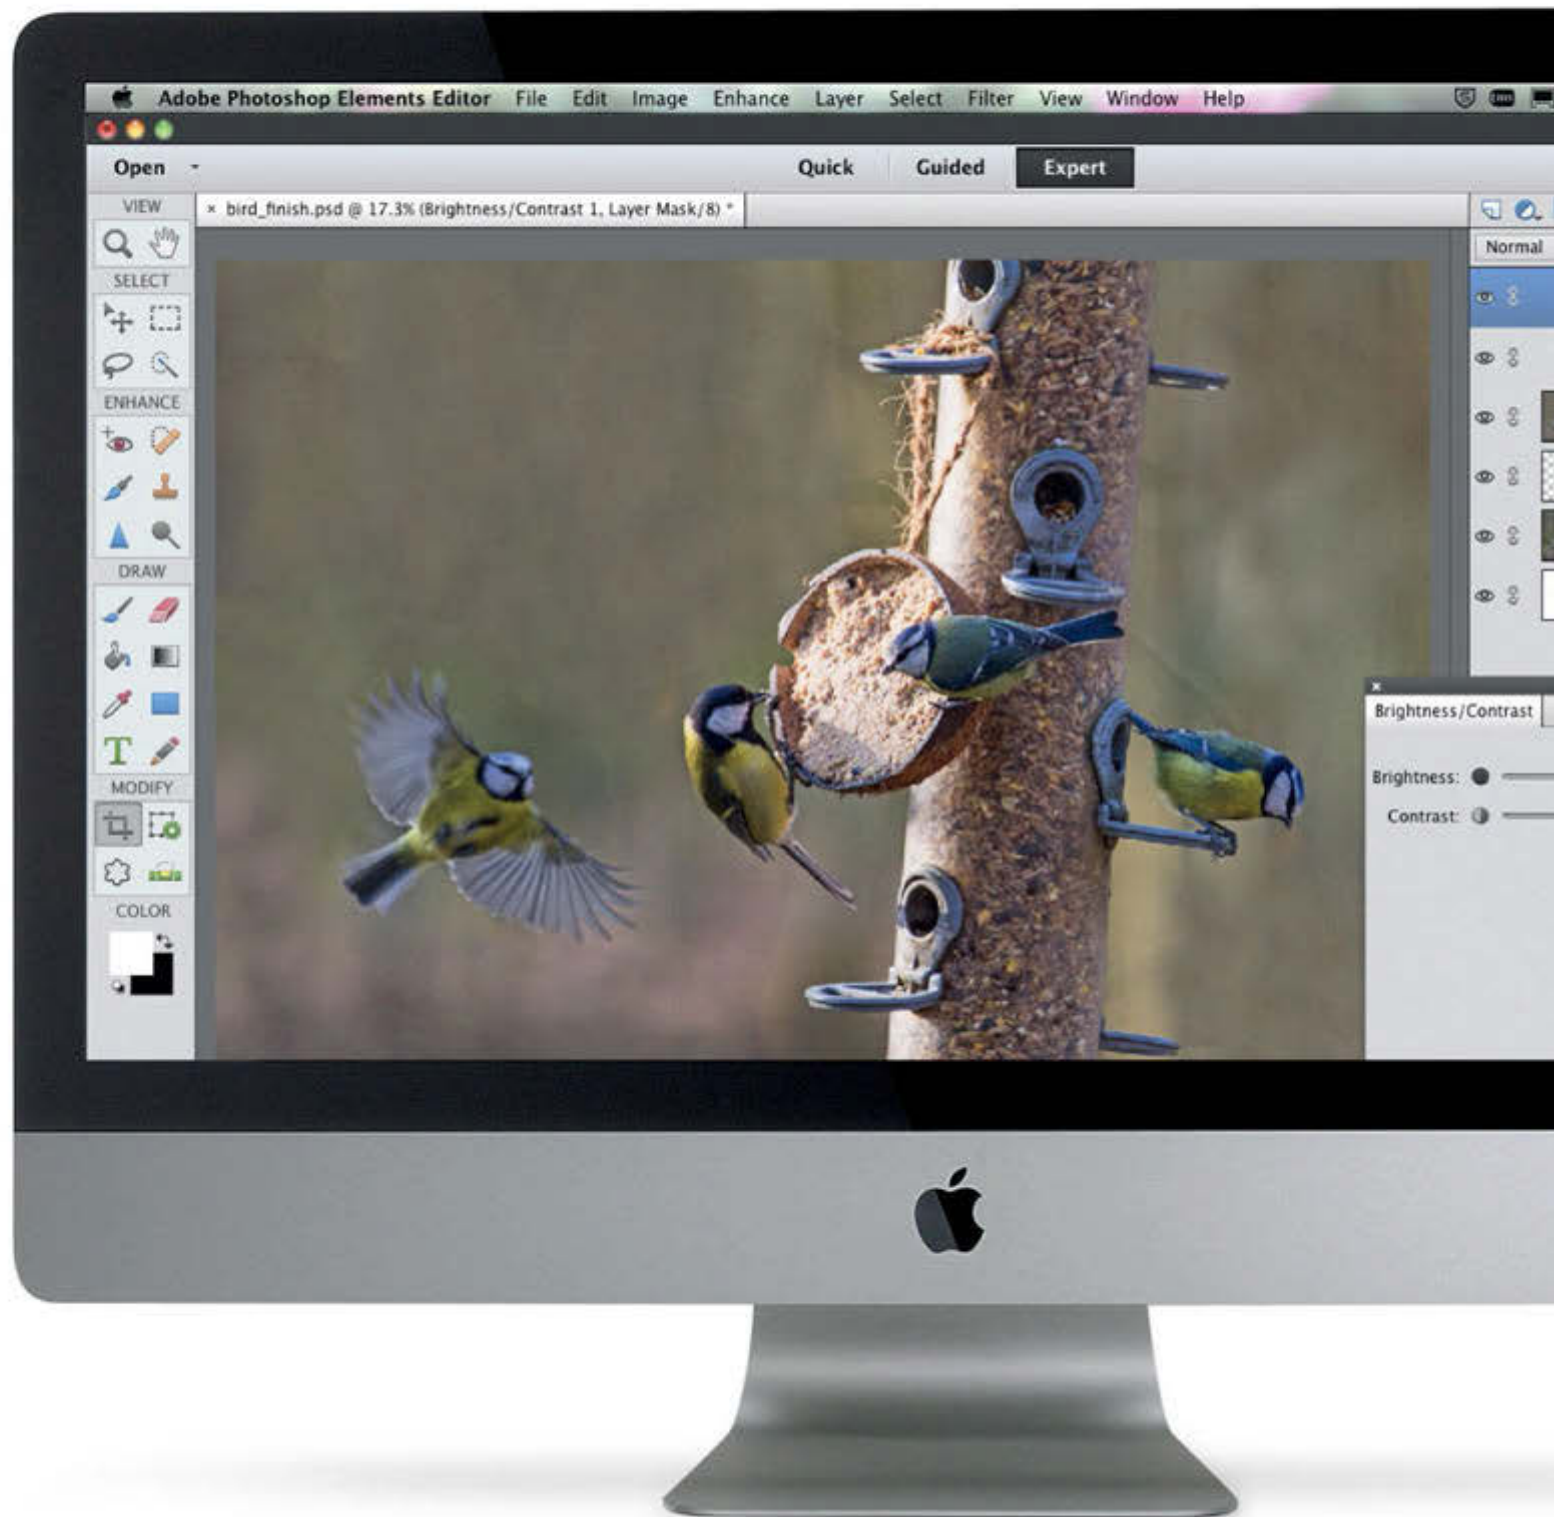 Adobe Photoshop Elements Editor File Edit Image Enhance Layer Select Filter View Window Help
Open Quick Guided Expert
VIEW
× bird_finish.psd @ 17.3% (Brightness/Contrast 1, Layer Mask/8) *
Normal
SELECT
ENHANCE
DRAW
T
MODIFY
COLOR
×
Brightness/Contrast
Brightness:
Contrast: